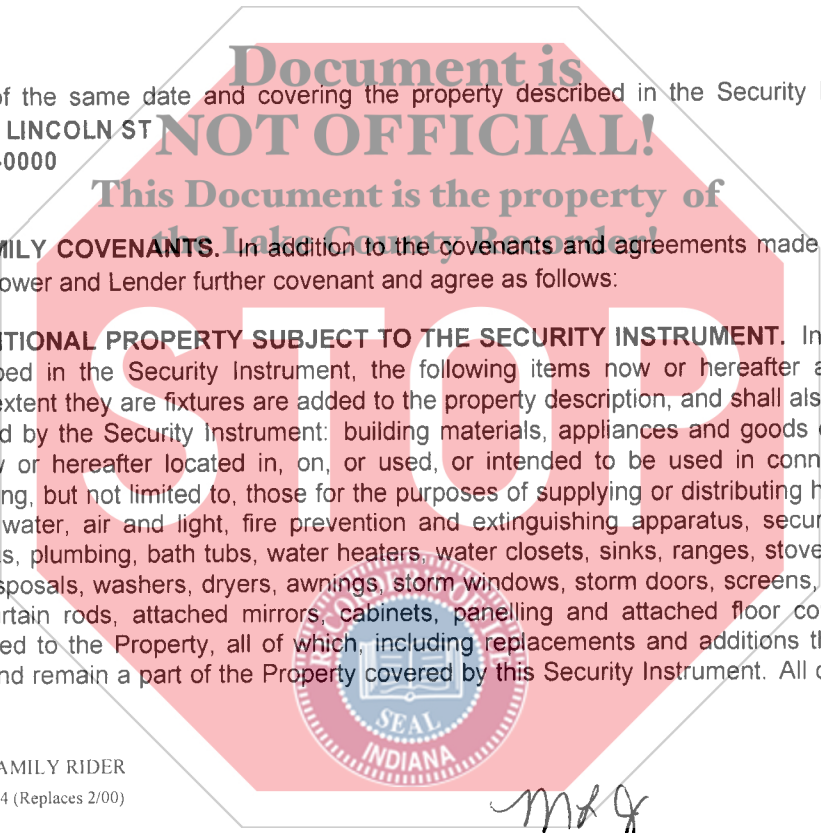 Document is
of the same date and covering the property described in the Security
LINCOLN ST
NOT OFFICIAL!
0000
This Document is the property of
the Lake County Recorder!
MILY COVENANTS. In addition to the covenants and agreements made
ower and Lender further covenant and agree as follows:
ITIONAL PROPERTY SUBJECT TO THE SECURITY INSTRUMENT. In
bed in the Security Instrument, the following items now or hereafter a
extent they are fixtures are added to the property description, and shall als
d by the Security Instrument: building materials, appliances and goods
or hereafter located in, on, or used, or intended to be used in conn
ng, but not limited to, those for the purposes of supplying or distributing h
water, air and light, fire prevention and extinguishing apparatus, secur
s, plumbing, bath tubs, water heaters, water closets, sinks, ranges, stove
sposals, washers, dryers, awnings, storm windows, storm doors, screens,
rtain rods, attached mirrors, cabinets, panelling and attached floor co
ed to the Property, all of which, including replacements and additions th
nd remain a part of the Property covered by this Security Instrument. All
STOP
RECORDER'S OFFICE
SEAL
INDIANA
AMILY RIDER
4 (Replaces 2/00)